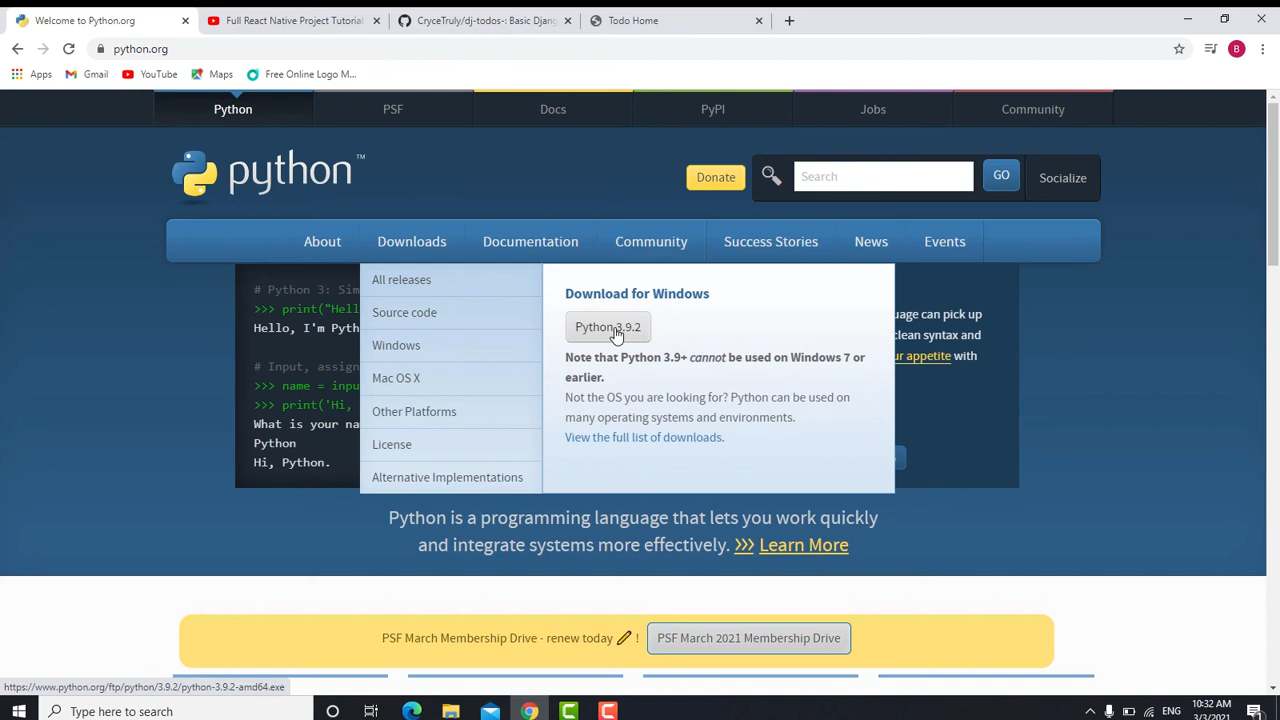 Welcome to Python.org
Full React Native Project Tutorial
CryceTruly/dj-todos-: Basic Djang
Todo Home
python.org
B
Apps
Gmail
YouTube
Maps
Free Online Logo M...
Python
PSF
Docs
PyPI
Jobs
Community
python™
Donate
Search
GO
Socialize
About
Downloads
Documentation
Community
Success Stories
News
Events
# Python 3: Sim
>>> print("Hell
Hello, I'm Pyth
# Input, assign
>>> name = inpu
>>> print('Hi,
What is your na
Python
Hi, Python.
All releases
Source code
Windows
Mac OS X
Other Platforms
License
Alternative Implementations
Download for Windows
Python 3.9.2
Note that Python 3.9+ cannot be used on Windows 7 or
earlier.
Not the OS you are looking for? Python can be used on
many operating systems and environments.
View the full list of downloads.
uage can pick up
clean syntax and
ur appetite with
Python is a programming language that lets you work quickly
and integrate systems more effectively. >>> Learn More
PSF March Membership Drive - renew today !
PSF March 2021 Membership Drive
https://www.python.org/ftp/python/3.9.2/python-3.9.2-amd64.exe
Type here to search
ENG
10:32 AM
3/3/2021